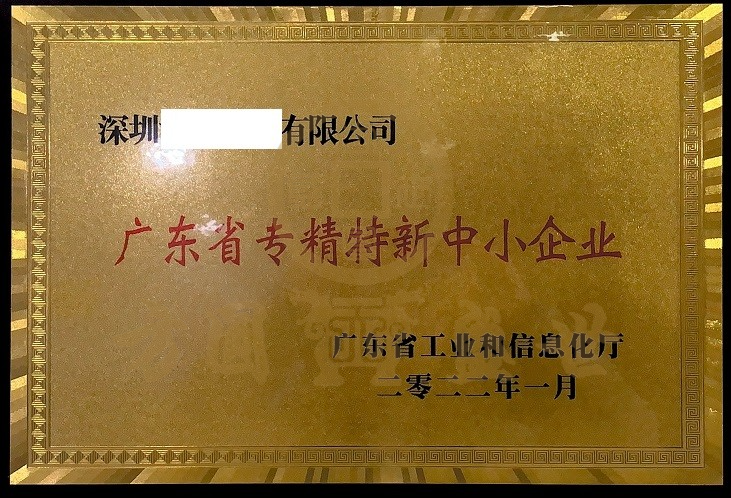 深圳 有限公司
广东省专精特新中小企业
广东省工业和信息化厅
二零二二年一月